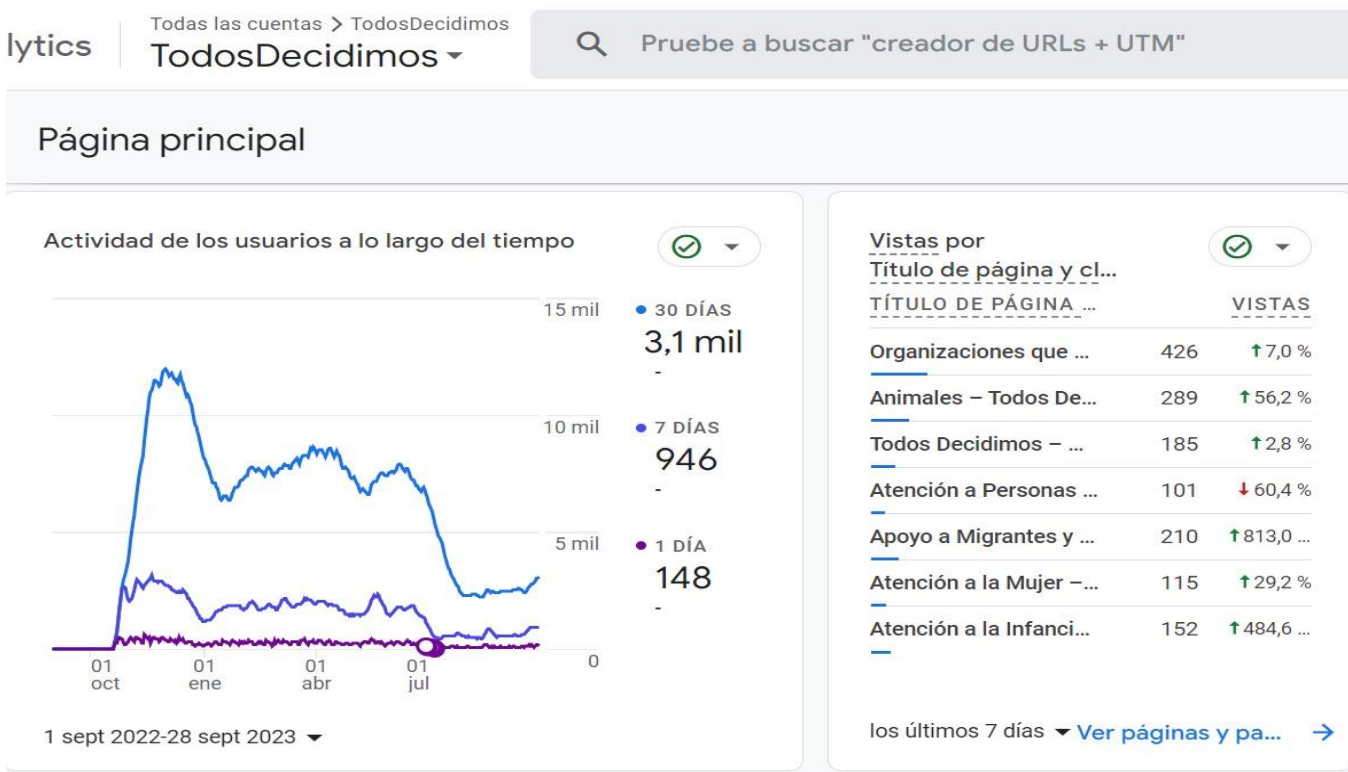 lytics
Todas las cuentas > TodosDecidimos
TodosDecidimos
Pruebe a buscar "creador de URLs + UTM"
Página principal
Actividad de los usuarios a lo largo del tiempo
15 mil
10 mil
5 mil
0
01 oct
01 ene
01 abr
01 jul
30 DÍAS
3,1 mil
-
7 DÍAS
946
-
1 DÍA
148
-
1 sept 2022-28 sept 2023
Vistas por
Título de página y cl...
TÍTULO DE PÁGINA ... VISTAS
Organizaciones que ... 426 ↑7,0 %
Animales – Todos De... 289 ↑56,2 %
Todos Decidimos – ... 185 ↑2,8 %
Atención a Personas ... 101 ↓60,4 %
Apoyo a Migrantes y ... 210 ↑813,0 ...
Atención a la Mujer –... 115 ↑29,2 %
Atención a la Infanci... 152 ↑484,6 ...
los últimos 7 días Ver páginas y pa... →